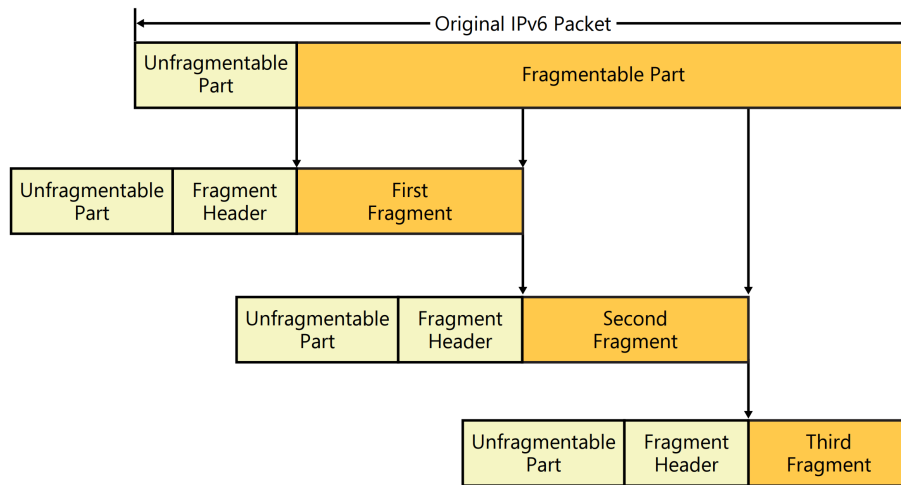 Original IPv6 Packet
Unfragmentable
Part
Fragmentable Part
Unfragmentable
Part
Fragment
Header
First
Fragment
Unfragmentable
Part
Fragment
Header
Second
Fragment
Unfragmentable
Part
Fragment
Header
Third
Fragment